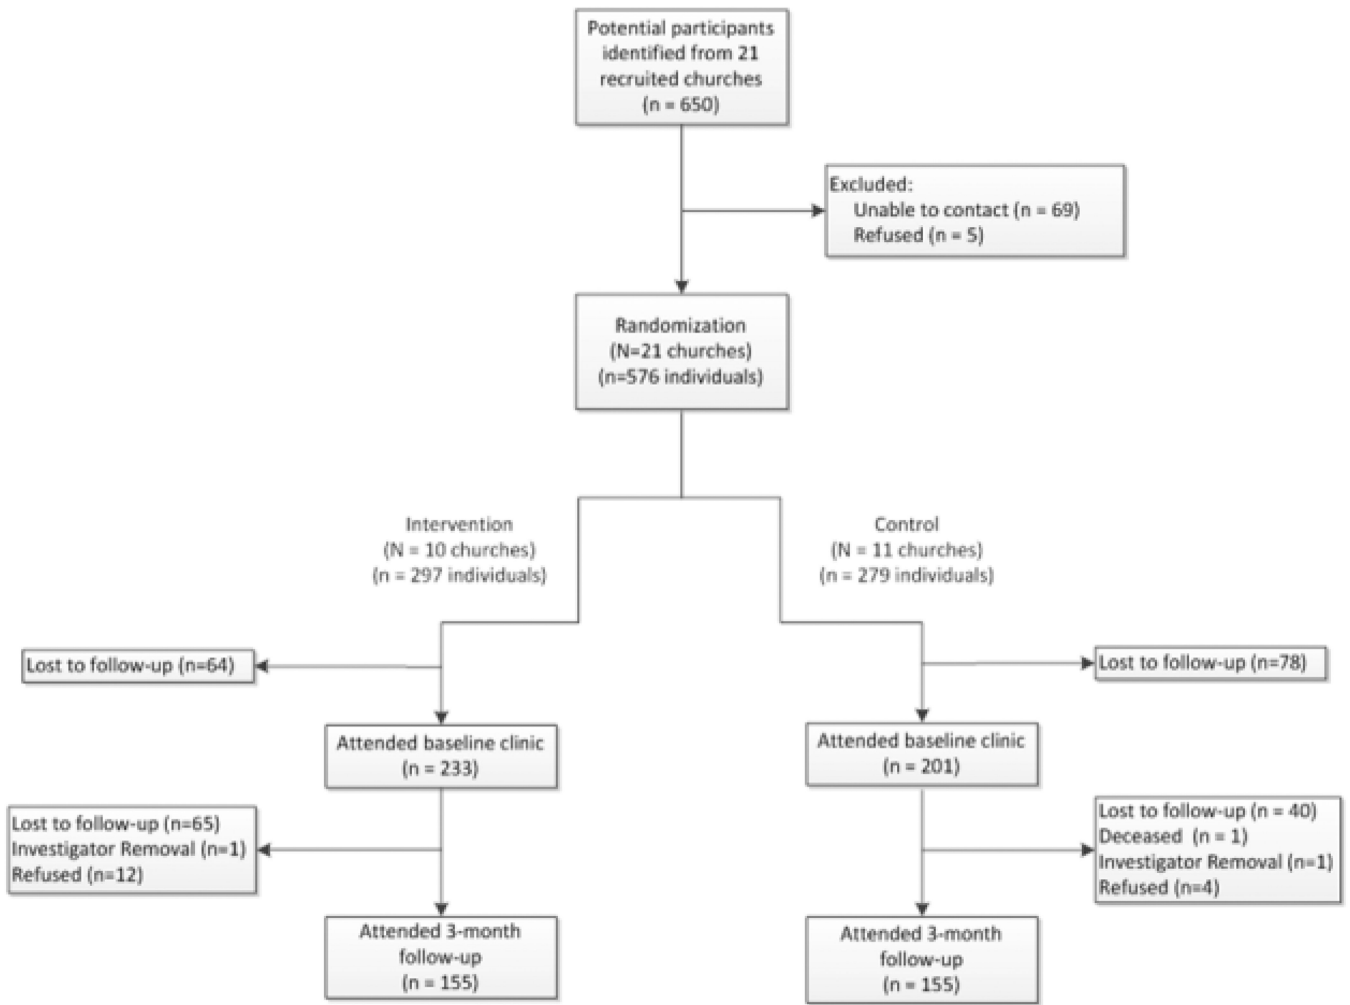 Potential participants
identified from 21
recruited churches
(n = 650)
Excluded:
Unable to contact (n = 69)
Refused (n = 5)
Randomization
(N=21 churches)
(n=576 individuals)
Intervention
(N = 10 churches)
(n = 297 individuals)
Control
(N = 11 churches)
(n = 279 individuals)
Lost to follow-up (n=64)
Lost to follow-up (n=78)
Attended baseline clinic
(n = 233)
Attended baseline clinic
(n = 201)
Lost to follow-up (n=65)
Investigator Removal (n=1)
Refused (n=12)
Lost to follow-up (n = 40)
Deceased (n = 1)
Investigator Removal (n=1)
Refused (n=4)
Attended 3-month
follow-up
(n = 155)
Attended 3-month
follow-up
(n = 155)